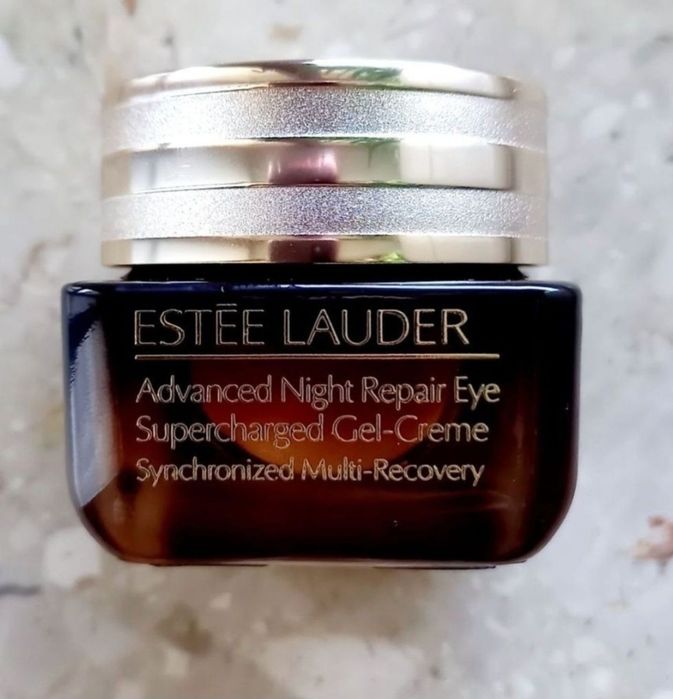 ESTĒE LAUDER
Advanced Night Repair Eye
Supercharged Gel-Creme
Synchronized Multi-Recovery